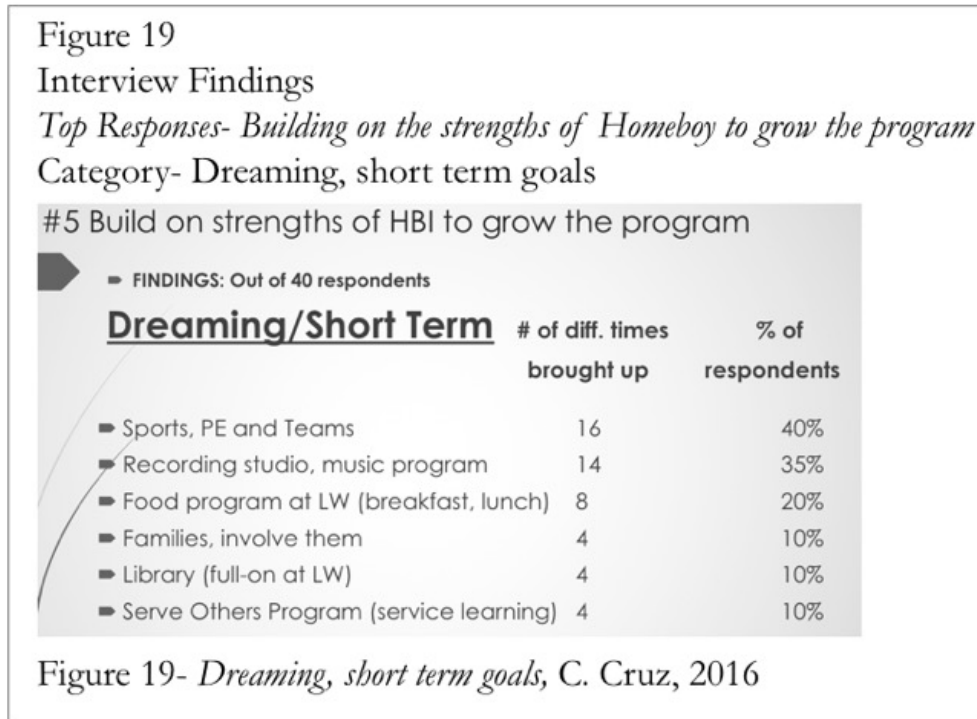 Figure 19
Interview Findings
Top Responses- Building on the strengths of Homeboy to grow the program
Category- Dreaming, short term goals
#5 Build on strengths of HBI to grow the program
FINDINGS: Out of 40 respondents
Dreaming/Short Term # of diff. times % of
brought up respondents
Sports, PE and Teams 16 40%
Recording studio, music program 14 35%
Food program at LW (breakfast, lunch) 8 20%
Families, involve them 4 10%
Library (full-on at LW) 4 10%
Serve Others Program (service learning) 4 10%
Figure 19- Dreaming, short term goals, C. Cruz, 2016